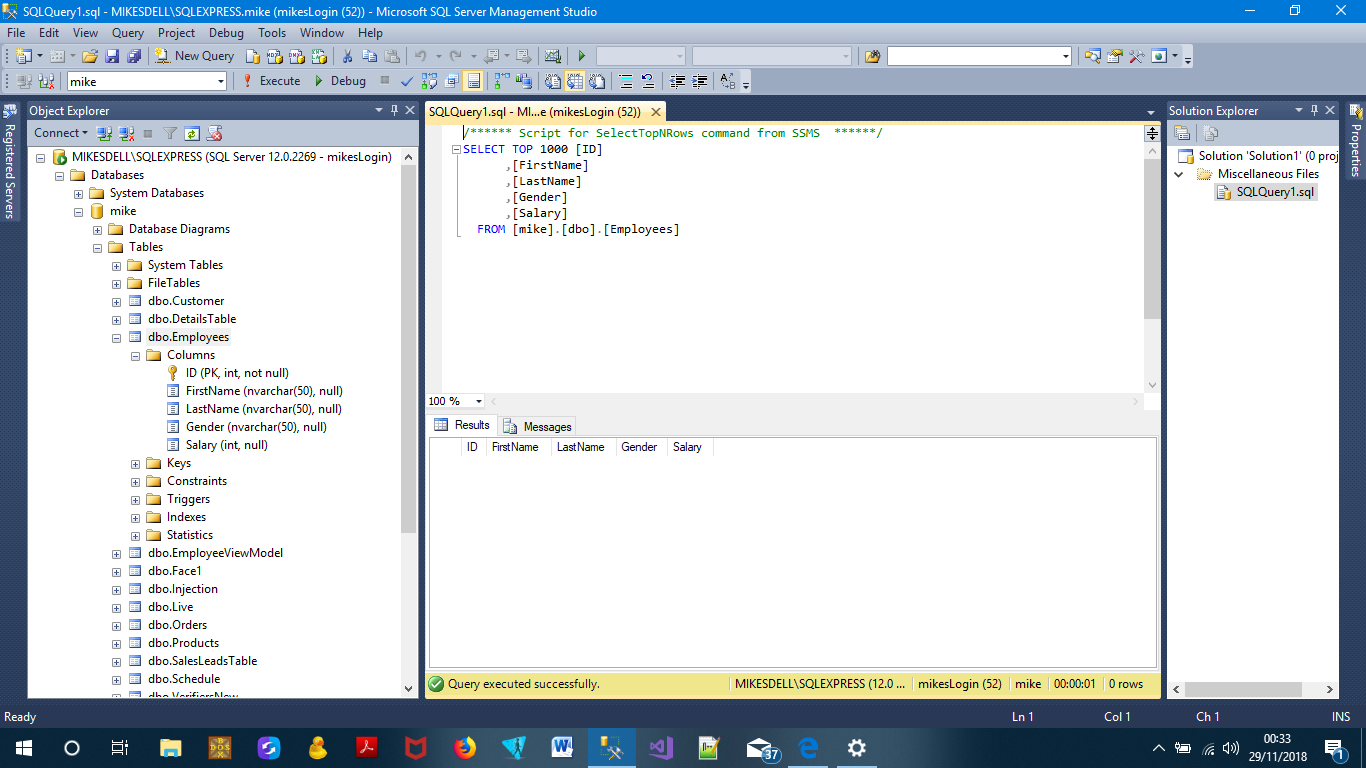 SQLQuery1.sql - MIKESDELL\SQLEXPRESS.mike (mikesLogin (52)) - Microsoft SQL Server Management Studio
File Edit View Query Project Debug Tools Window Help
New Query
mike Execute Debug
Registered Servers
Object Explorer
Connect
MIKESDELL\SQLEXPRESS (SQL Server 12.0.2269 - mikesLogin)
Databases
System Databases
mike
Database Diagrams
Tables
System Tables
FileTables
dbo.Customer
dbo.DetailsTable
dbo.Employees
Columns
ID (PK, int, not null)
FirstName (nvarchar(50), null)
LastName (nvarchar(50), null)
Gender (nvarchar(50), null)
Salary (int, null)
Keys
Constraints
Triggers
Indexes
Statistics
dbo.EmployeeViewModel
dbo.Face1
dbo.Injection
dbo.Live
dbo.Orders
dbo.Products
dbo.SalesLeadsTable
dbo.Schedule
dbo.VerifiersNew
SQLQuery1.sql - MI...e (mikesLogin (52))
/****** Script for SelectTopNRows command from SSMS  ******/
SELECT TOP 1000 [ID]
,[FirstName]
,[LastName]
,[Gender]
,[Salary]
FROM [mike].[dbo].[Employees]
100 %
Results Messages
ID FirstName LastName Gender Salary
Query executed successfully. MIKESDELL\SQLEXPRESS (12.0 ... mikesLogin (52) mike 00:00:01 0 rows
Solution Explorer
Solution 'Solution1' (0 proj
Miscellaneous Files
SQLQuery1.sql
Properties
Ready Ln 1 Col 1 Ch 1 INS
DOS
W
37
00:33
29/11/2018
1